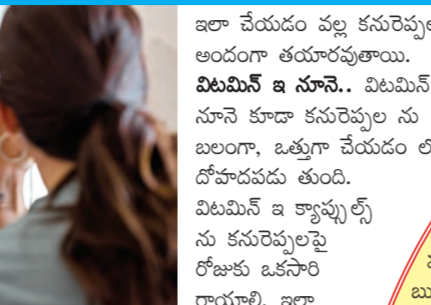 ఇలా చేయడం వల్ల కనురెప్పల
అందంగా తయారవుతాయి.
విటమిన్ ఇ నూనె.. విటమిన్
నూనె కూడా కనురెప్పల ను
బలంగా, ఒత్తుగా చేయడం లో
దోహదపడు తుంది.
విటమిన్ ఇ క్యాప్సుల్స్
ను కనురెప్పలపై
రోజుకు ఒకసారి
రాయాలి. ఇలా